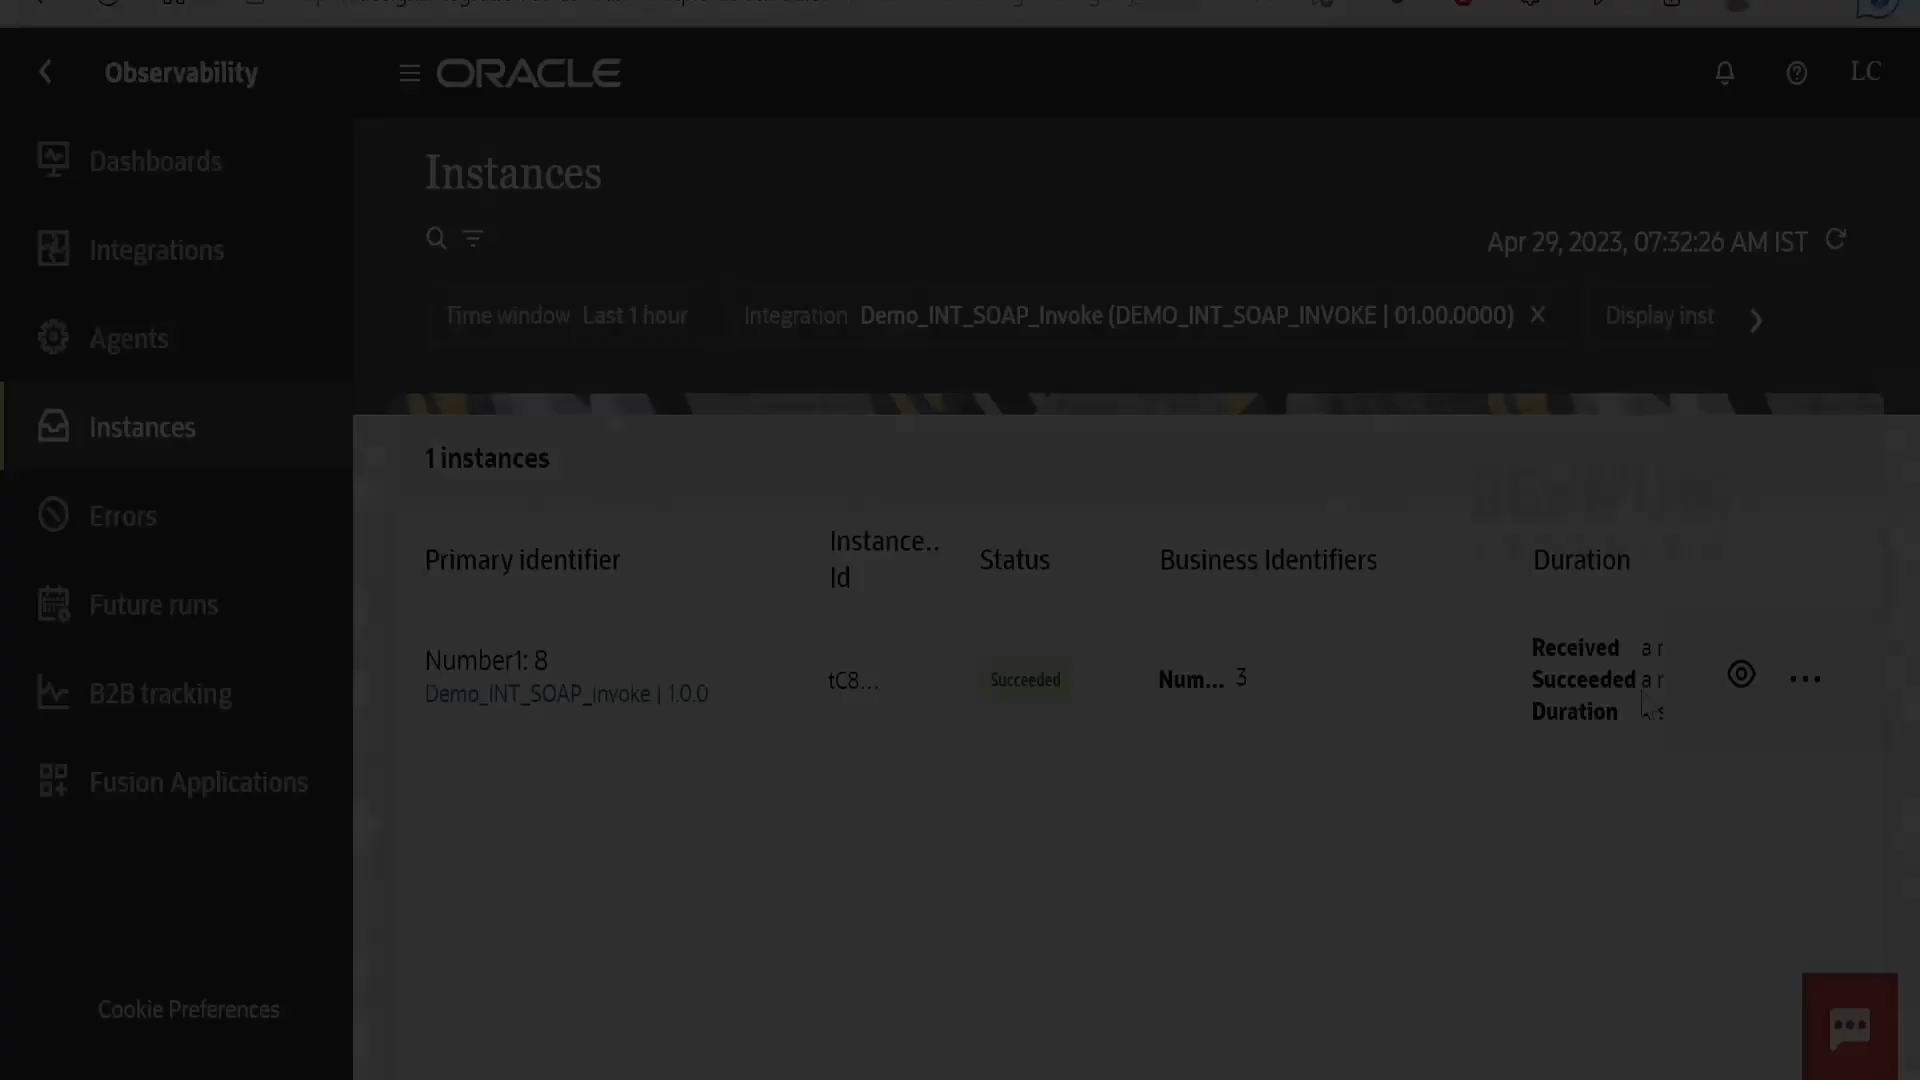 Observability
ORACLE
LC
Dashboards
Integrations
Agents
Instances
Errors
Future runs
B2B tracking
Fusion Applications
Cookie Preferences
Instances
Apr 29, 2023, 07:32:26 AM IST
Time window Last 1 hour
Integration Demo_INT_SOAP_Invoke (DEMO_INT_SOAP_INVOKE | 01.00.0000)
Display inst
1 instances
Primary identifier
Instance..
Id
Status
Business Identifiers
Duration
Number1: 8
Demo_INT_SOAP_Invoke | 1.0.0
tC8...
Succeeded
Num... 3
Received a
Succeeded a
Duration